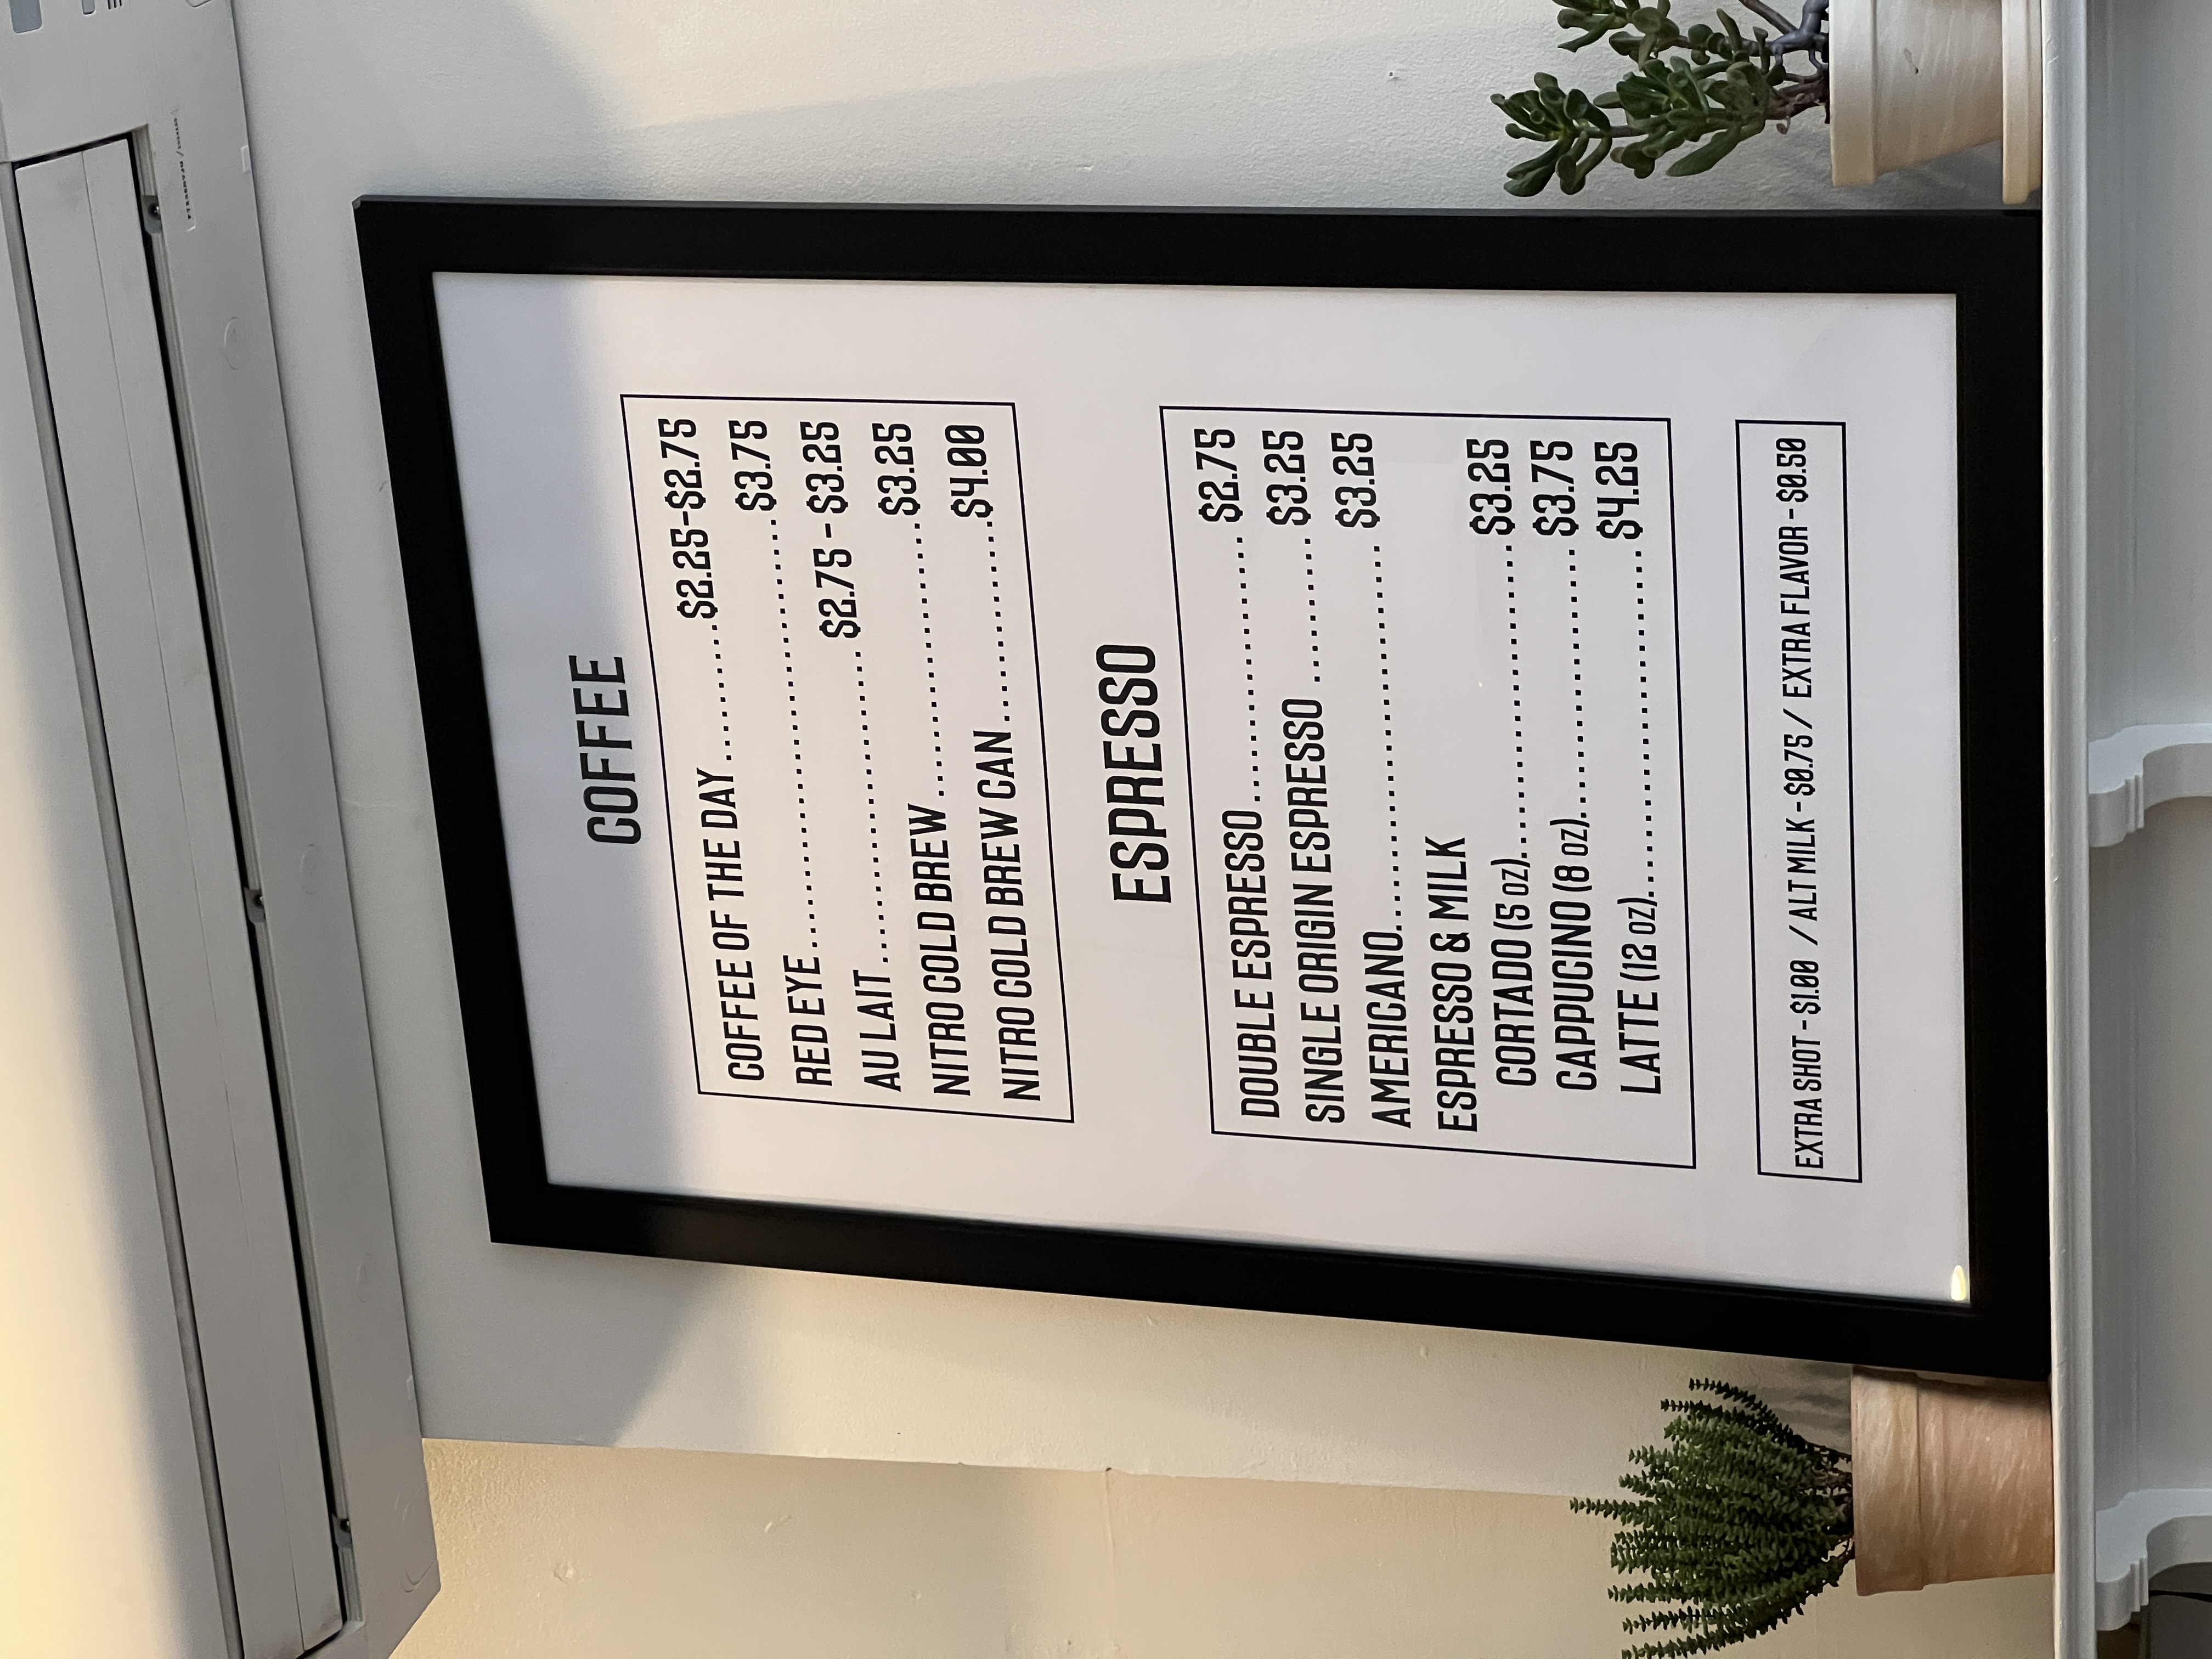 COFFEE
COFFEE OF THE DAY..........$2.25-$2.75
RED EYE...........................$3.75
AU LAIT....................... $2.75 - $3.25
NITRO COLD BREW....................$3.25
NITRO COLD BREW CAN..............$4.00
ESPRESSO
DOUBLE ESPRESSO.................. $2.75
SINGLE ORIGIN ESPRESSO .......... $3.25
AMERICANO.......................... $3.25
ESPRESSO & MILK
CORTADO (5 oz)......................$3.25
CAPPUCINO (8 oz)................... $3.75
LATTE (12 oz)........................ $4.25
EXTRA SHOT - $1.00 / ALT MILK - $0.75 / EXTRA FLAVOR - $0.50